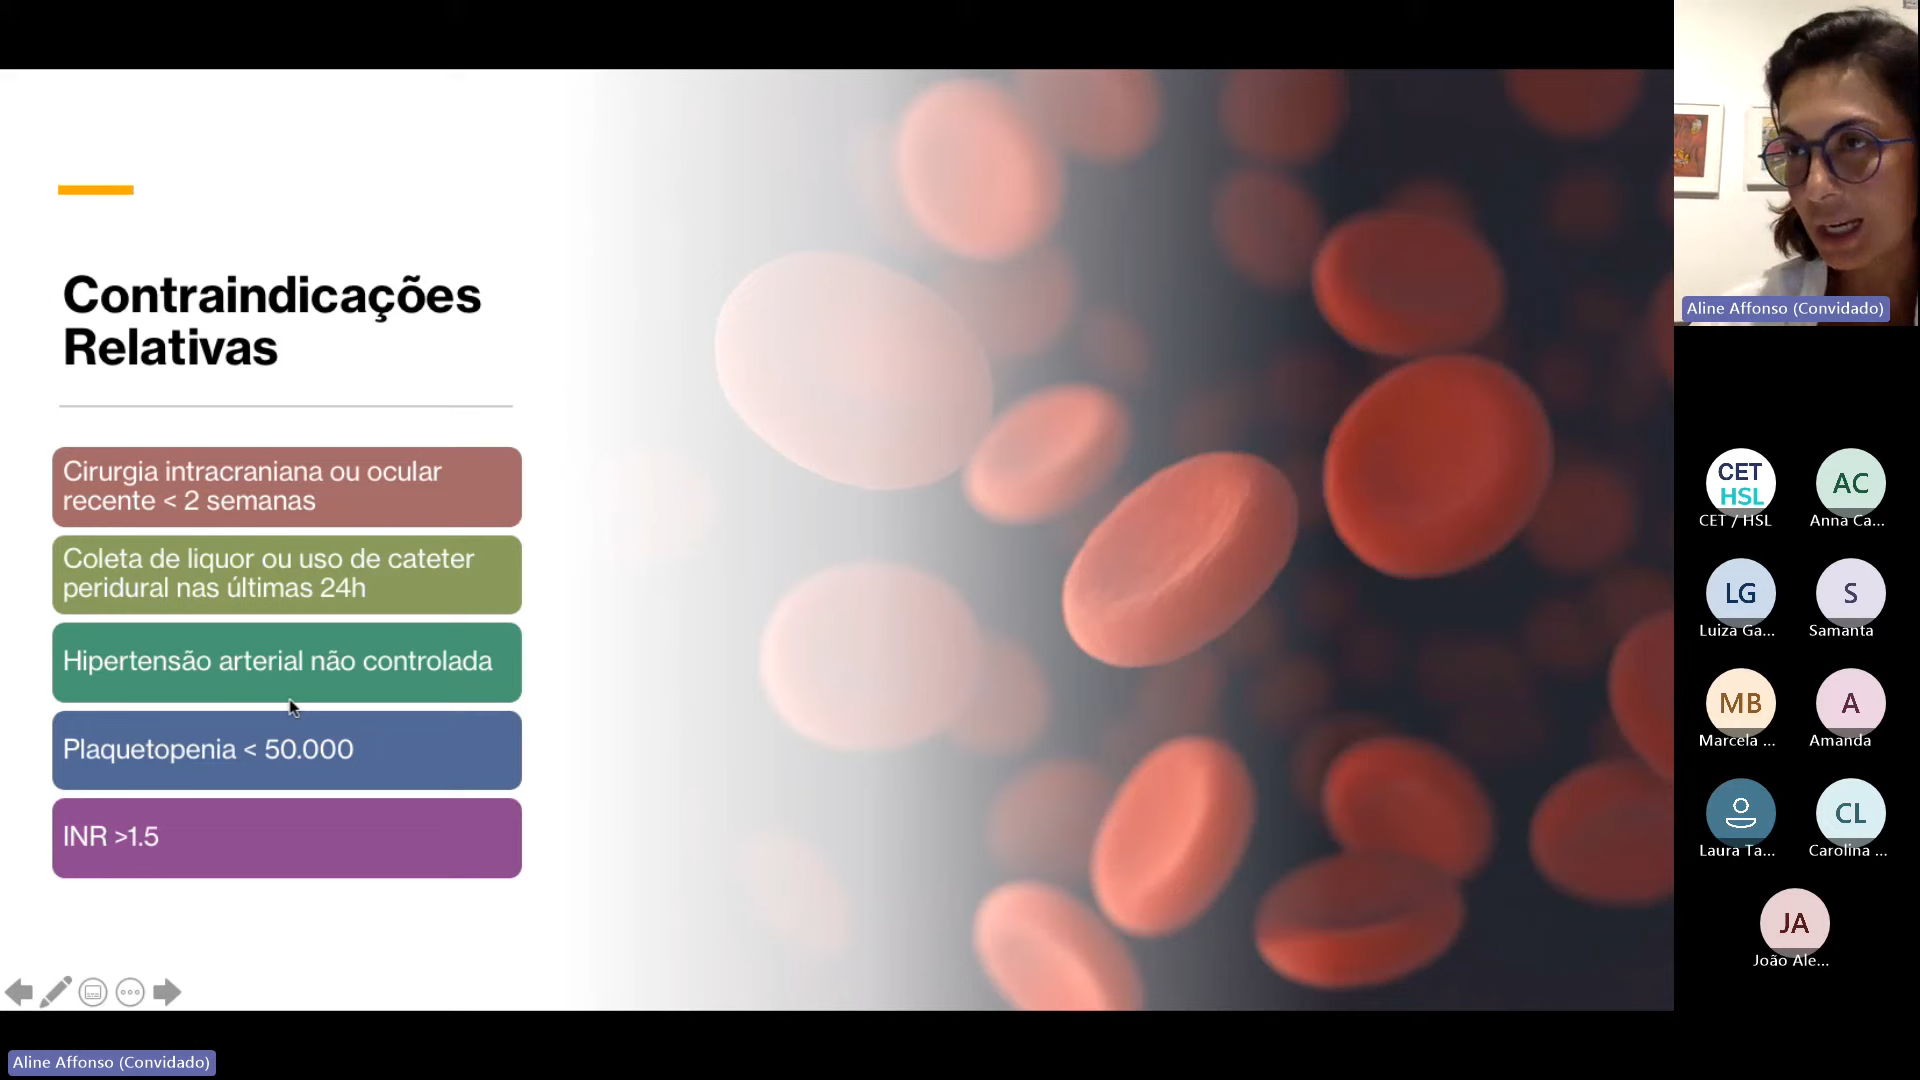 Contraindicações
Relativas
Cirurgia intracraniana ou ocular
recente < 2 semanas
Coleta de liquor ou uso de cateter
peridural nas últimas 24h
Hipertensão arterial não controlada
Plaquetopenia < 50.000
INR >1.5
Aline Affonso (Convidado)
CET
HSL
CET / HSL
AC
Anna Ca...
LG
Luiza Ga...
S
Samanta
MB
Marcela ...
A
Amanda
Laura Ta...
CL
Carolina ...
JA
João Ale...
Aline Affonso (Convidado)